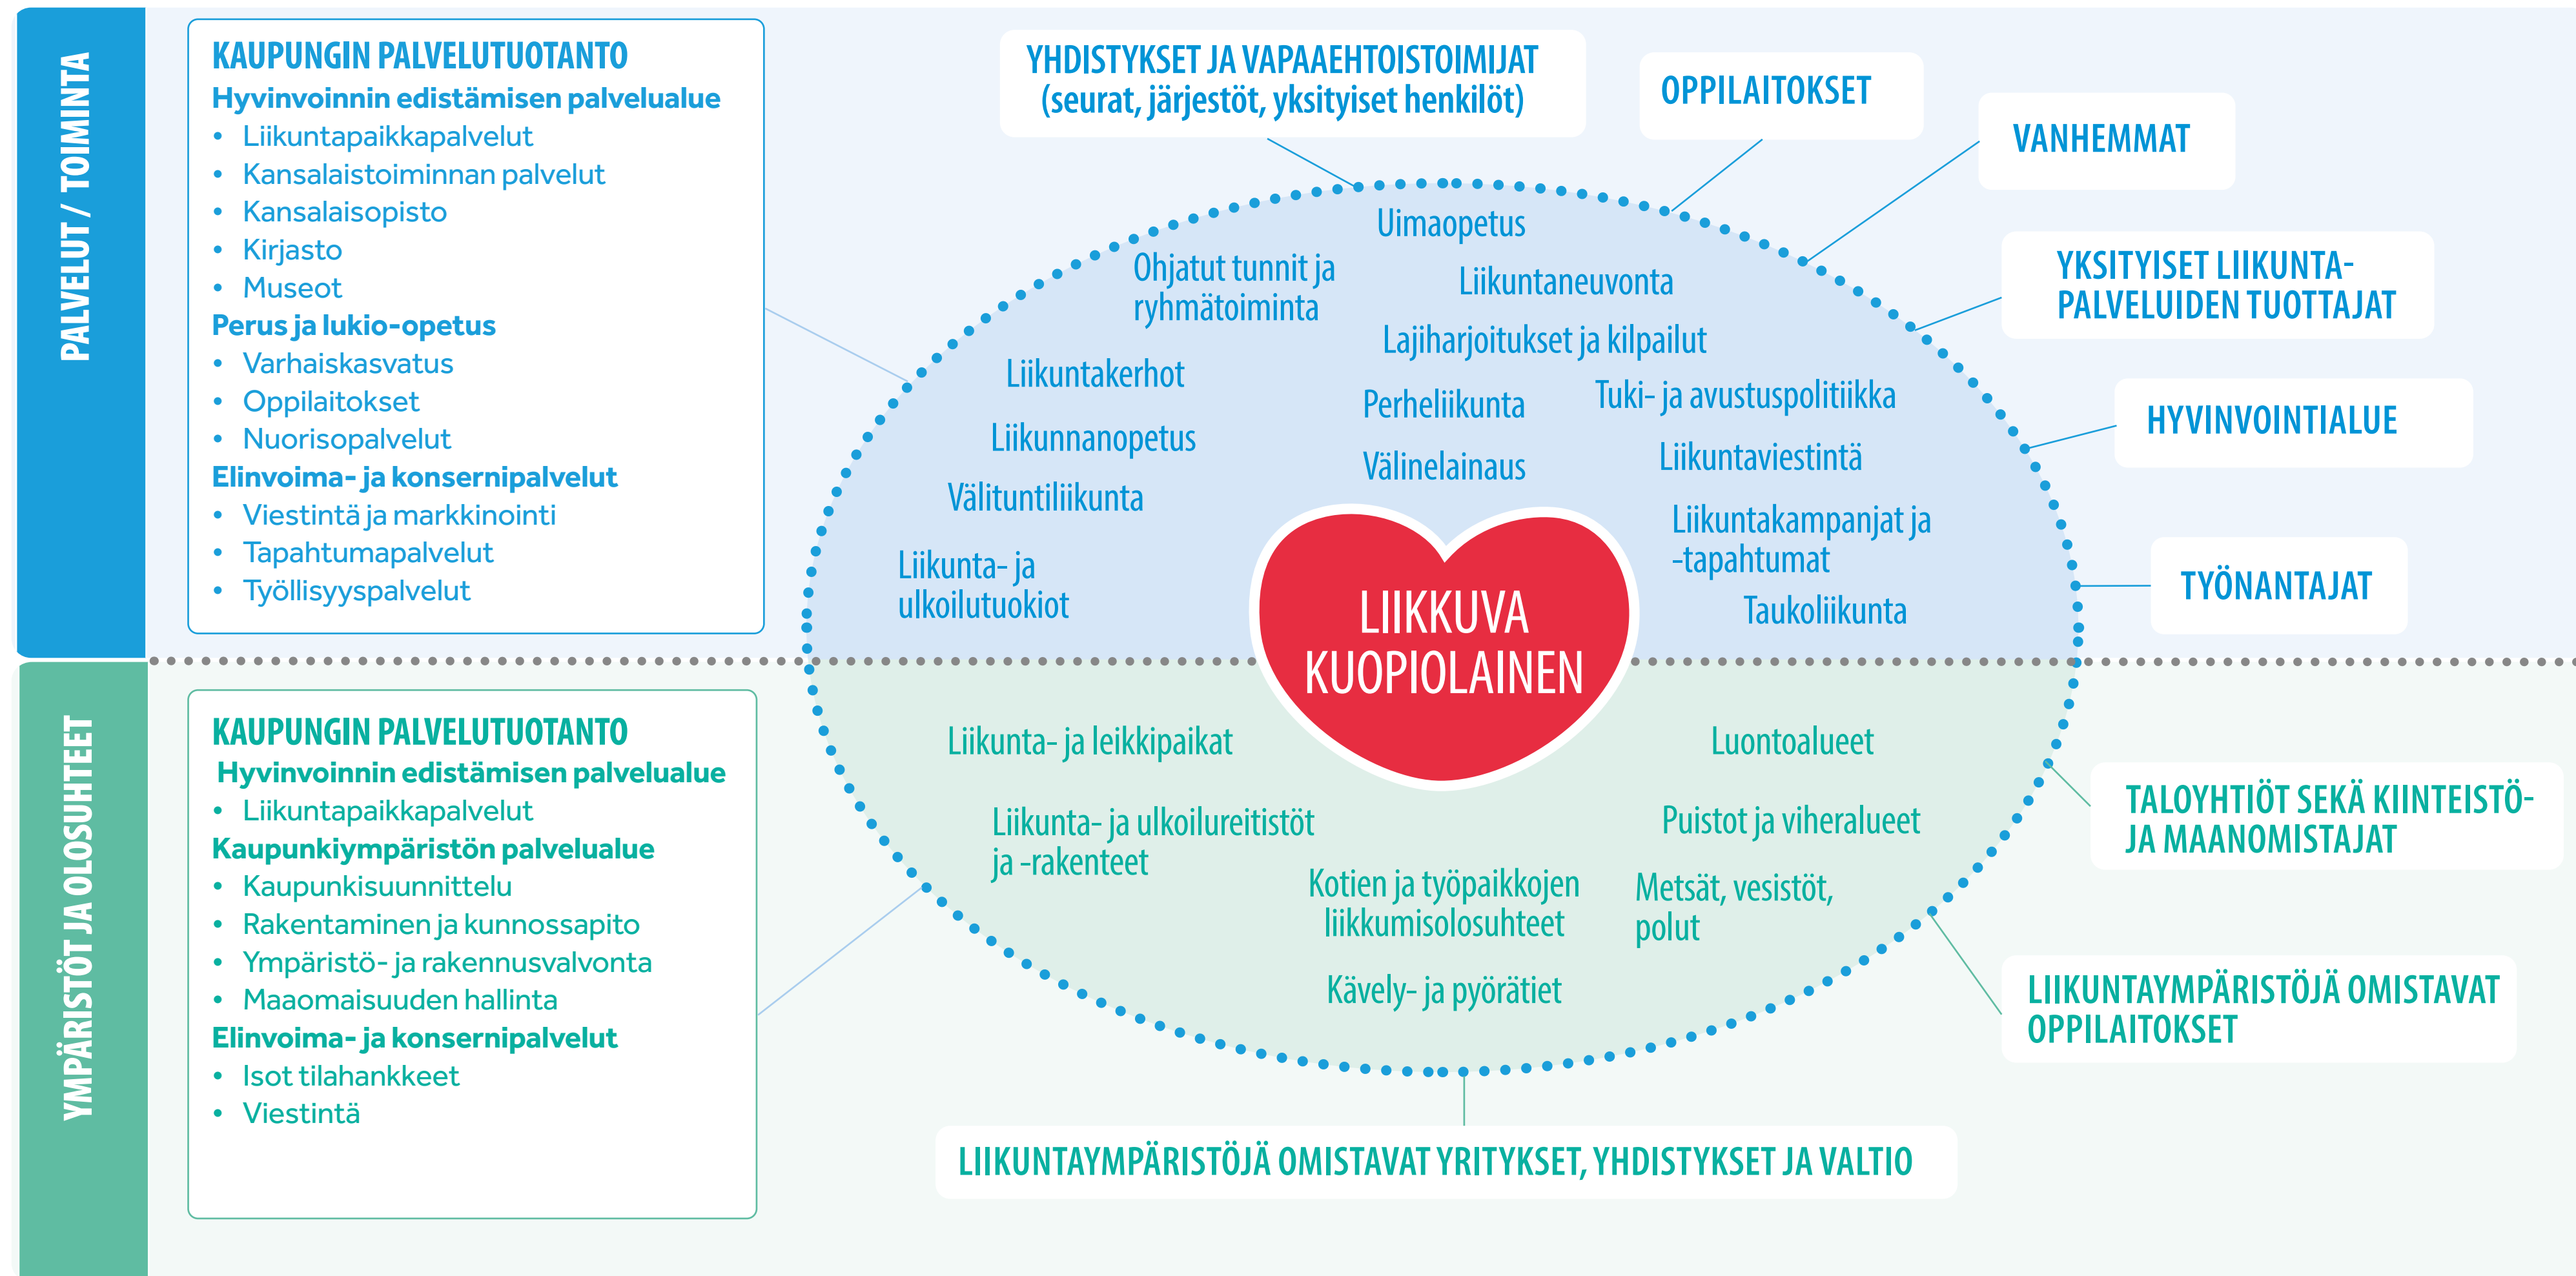 PALVELUT / TOIMINTA
KAUPUNGIN PALVELUTUOTANTO
Hyvinvoinnin edistämisen palvelualue
• Liikuntapaikkapalvelut
• Kansalaistoiminnan palvelut
• Kansalaisopisto
• Kirjasto
• Museot
Perus ja lukio-opetus
• Varhaiskasvatus
• Oppilaitokset
• Nuorisopalvelut
Elinvoima- ja konsernipalvelut
• Viestintä ja markkinointi
• Tapahtumapalvelut
• Työllisyyspalvelut
YHDISTYKSET JA VAPAAEHTOISTOIMIJAT
(seurat, järjestöt, yksityiset henkilöt)
OPPILAITOKSET
VANHEMMAT
YKSITYISET LIIKUNTA-
PALVELUIDEN TUOTTAJAT
HYVINVOINTIALUE
TYÖNANTAJAT
Uimaopetus
Ohjatut tunnit ja
ryhmätoiminta
Liikuntaneuvonta
Lajiharjoitukset ja kilpailut
Liikuntakerhot
Perheliikunta
Tuki- ja avustuspolitiikka
Liikunnanopetus
Välinelainaus
Liikuntaviestintä
Välituntiliikunta
Liikuntakampanjat ja
-tapahtumat
Liikunta- ja
ulkoilutuokiot
Taukoliikunta
LIIKKUVA
KUOPIOLAINEN
YMPÄRISTÖT JA OLOSUHTEET
KAUPUNGIN PALVELUTUOTANTO
Hyvinvoinnin edistämisen palvelualue
• Liikuntapaikkapalvelut
Kaupunkiympäristön palvelualue
• Kaupunkisuunnittelu
• Rakentaminen ja kunnossapito
• Ympäristö- ja rakennusvalvonta
• Maaomaisuuden hallinta
Elinvoima- ja konsernipalvelut
• Isot tilahankkeet
• Viestintä
Liikunta- ja leikkipaikat
Luontoalueet
Liikunta- ja ulkoilureitistöt
ja -rakenteet
Puistot ja viheralueet
Kotien ja työpaikkojen
liikkumisolosuhteet
Metsät, vesistöt,
polut
Kävely- ja pyörätiet
TALOYHTIÖT SEKÄ KIINTEISTÖ-
JA MAANOMISTAJAT
LIIKUNTAYMPÄRISTÖJÄ OMISTAVAT
OPPILAITOKSET
LIIKUNTAYMPÄRISTÖJÄ OMISTAVAT YRITYKSET, YHDISTYKSET JA VALTIO